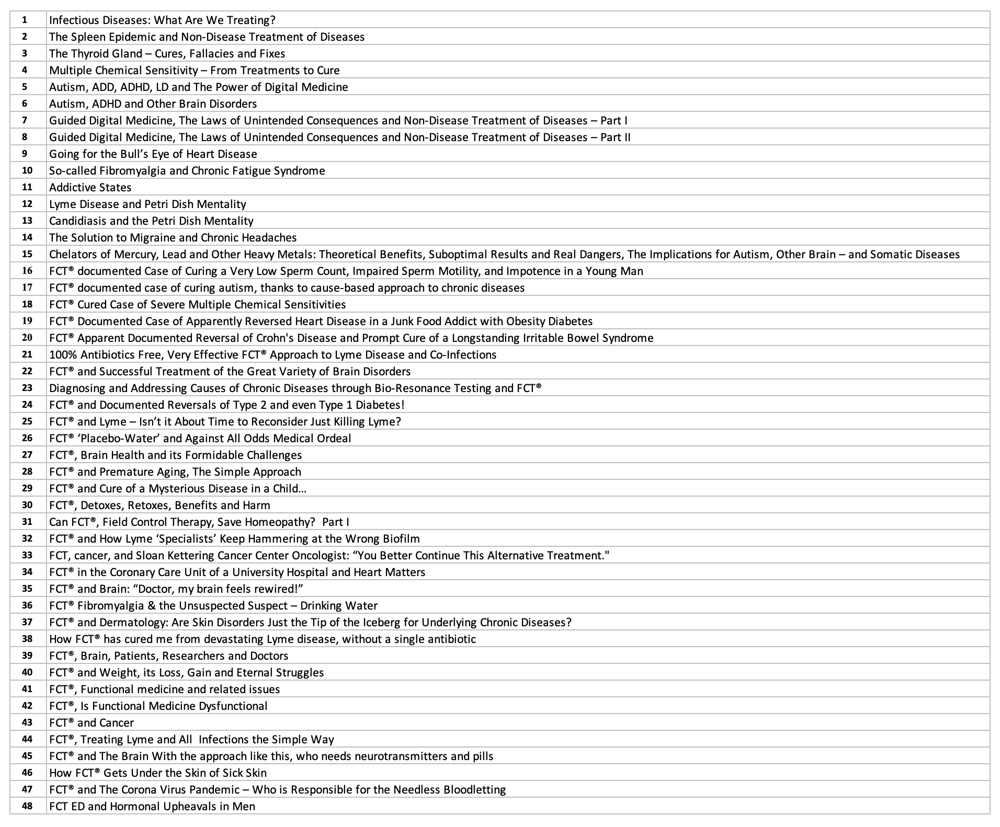 1 Infectious Diseases: What Are We Treating?
2 The Spleen Epidemic and Non-Disease Treatment of Diseases
3 The Thyroid Gland – Cures, Fallacies and Fixes
4 Multiple Chemical Sensitivity – From Treatments to Cure
5 Autism, ADD, ADHD, LD and The Power of Digital Medicine
6 Autism, ADHD and Other Brain Disorders
7 Guided Digital Medicine, The Laws of Unintended Consequences and Non-Disease Treatment of Diseases – Part I
8 Guided Digital Medicine, The Laws of Unintended Consequences and Non-Disease Treatment of Diseases – Part II
9 Going for the Bull’s Eye of Heart Disease
10 So-called Fibromyalgia and Chronic Fatigue Syndrome
11 Addictive States
12 Lyme Disease and Petri Dish Mentality
13 Candidiasis and the Petri Dish Mentality
14 The Solution to Migraine and Chronic Headaches
15 Chelators of Mercury, Lead and Other Heavy Metals: Theoretical Benefits, Suboptimal Results and Real Dangers, The Implications for Autism, Other Brain – and Somatic Diseases
16 FCT® documented Case of Curing a Very Low Sperm Count, Impaired Sperm Motility, and Impotence in a Young Man
17 FCT® documented case of curing autism, thanks to cause-based approach to chronic diseases
18 FCT® Cured Case of Severe Multiple Chemical Sensitivities
19 FCT® Documented Case of Apparently Reversed Heart Disease in a Junk Food Addict with Obesity Diabetes
20 FCT® Apparent Documented Reversal of Crohn's Disease and Prompt Cure of a Longstanding Irritable Bowel Syndrome
21 100% Antibiotics Free, Very Effective FCT® Approach to Lyme Disease and Co-Infections
22 FCT® and Successful Treatment of the Great Variety of Brain Disorders
23 Diagnosing and Addressing Causes of Chronic Diseases through Bio-Resonance Testing and FCT®
24 FCT® and Documented Reversals of Type 2 and even Type 1 Diabetes!
25 FCT® and Lyme – Isn’t it About Time to Reconsider Just Killing Lyme?
26 FCT® ‘Placebo-Water’ and Against All Odds Medical Ordeal
27 FCT®, Brain Health and its Formidable Challenges
28 FCT® and Premature Aging, The Simple Approach
29 FCT® and Cure of a Mysterious Disease in a Child…
30 FCT®, Detoxes, Retoxes, Benefits and Harm
31 Can FCT®, Field Control Therapy, Save Homeopathy?  Part I
32 FCT® and How Lyme ‘Specialists’ Keep Hammering at the Wrong Biofilm
33 FCT, cancer, and Sloan Kettering Cancer Center Oncologist: “You Better Continue This Alternative Treatment."
34 FCT® in the Coronary Care Unit of a University Hospital and Heart Matters
35 FCT® and Brain: “Doctor, my brain feels rewired!”
36 FCT® Fibromyalgia & the Unsuspected Suspect – Drinking Water
37 FCT® and Dermatology: Are Skin Disorders Just the Tip of the Iceberg for Underlying Chronic Diseases?
38 How FCT® has cured me from devastating Lyme disease, without a single antibiotic
39 FCT®, Brain, Patients, Researchers and Doctors
40 FCT® and Weight, its Loss, Gain and Eternal Struggles
41 FCT®, Functional medicine and related issues
42 FCT®, Is Functional Medicine Dysfunctional
43 FCT® and Cancer
44 FCT®, Treating Lyme and All  Infections the Simple Way
45 FCT® and The Brain With the approach like this, who needs neurotransmitters and pills
46 How FCT® Gets Under the Skin of Sick Skin
47 FCT® and The Corona Virus Pandemic – Who is Responsible for the Needless Bloodletting
48 FCT ED and Hormonal Upheavals in Men